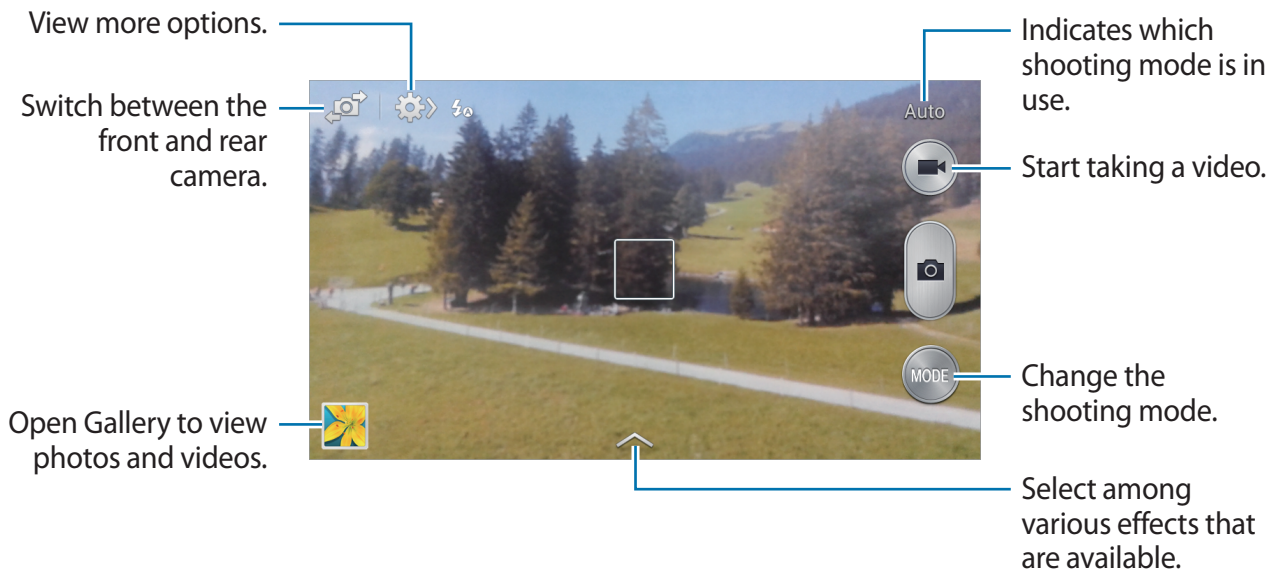 View more options.
Switch between the
front and rear
camera.
Open Gallery to view
photos and videos.
Auto
MODE
Indicates which
shooting mode is in
use.
Start taking a video.
Change the
shooting mode.
Select among
various effects that
are available.